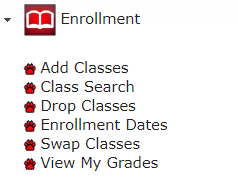 Enrollment
Add Classes
Class Search
Drop Classes
Enrollment Dates
Swap Classes
View My Grades